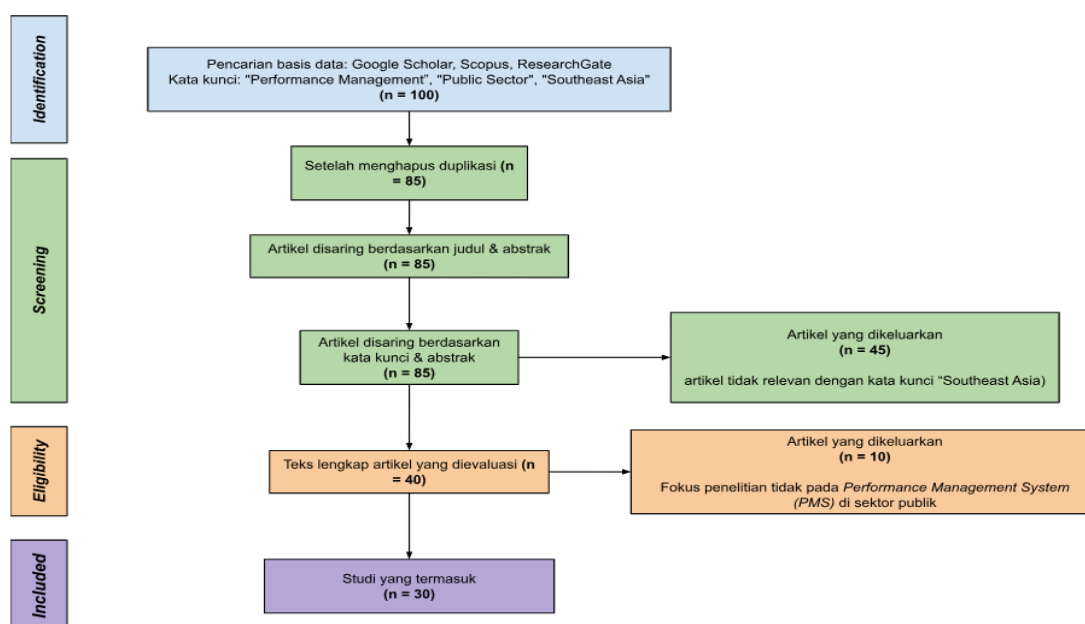 Identification
Pencarian basis data: Google Scholar, Scopus, ResearchGate
Kata kunci: "Performance Management”, "Public Sector", "Southeast Asia"
(n = 100)
Screening
Setelah menghapus duplikasi (n
= 85)
Artikel disaring berdasarkan judul & abstrak
(n = 85)
Artikel disaring berdasarkan
kata kunci & abstrak
(n = 85)
Artikel yang dikeluarkan
(n = 45)
artikel tidak relevan dengan kata kunci “Southeast Asia)
Eligibility
Teks lengkap artikel yang dievaluasi (n
= 40)
Artikel yang dikeluarkan
(n = 10)
Fokus penelitian tidak pada Performance Management System
(PMS) di sektor publik
Included
Studi yang termasuk
(n = 30)